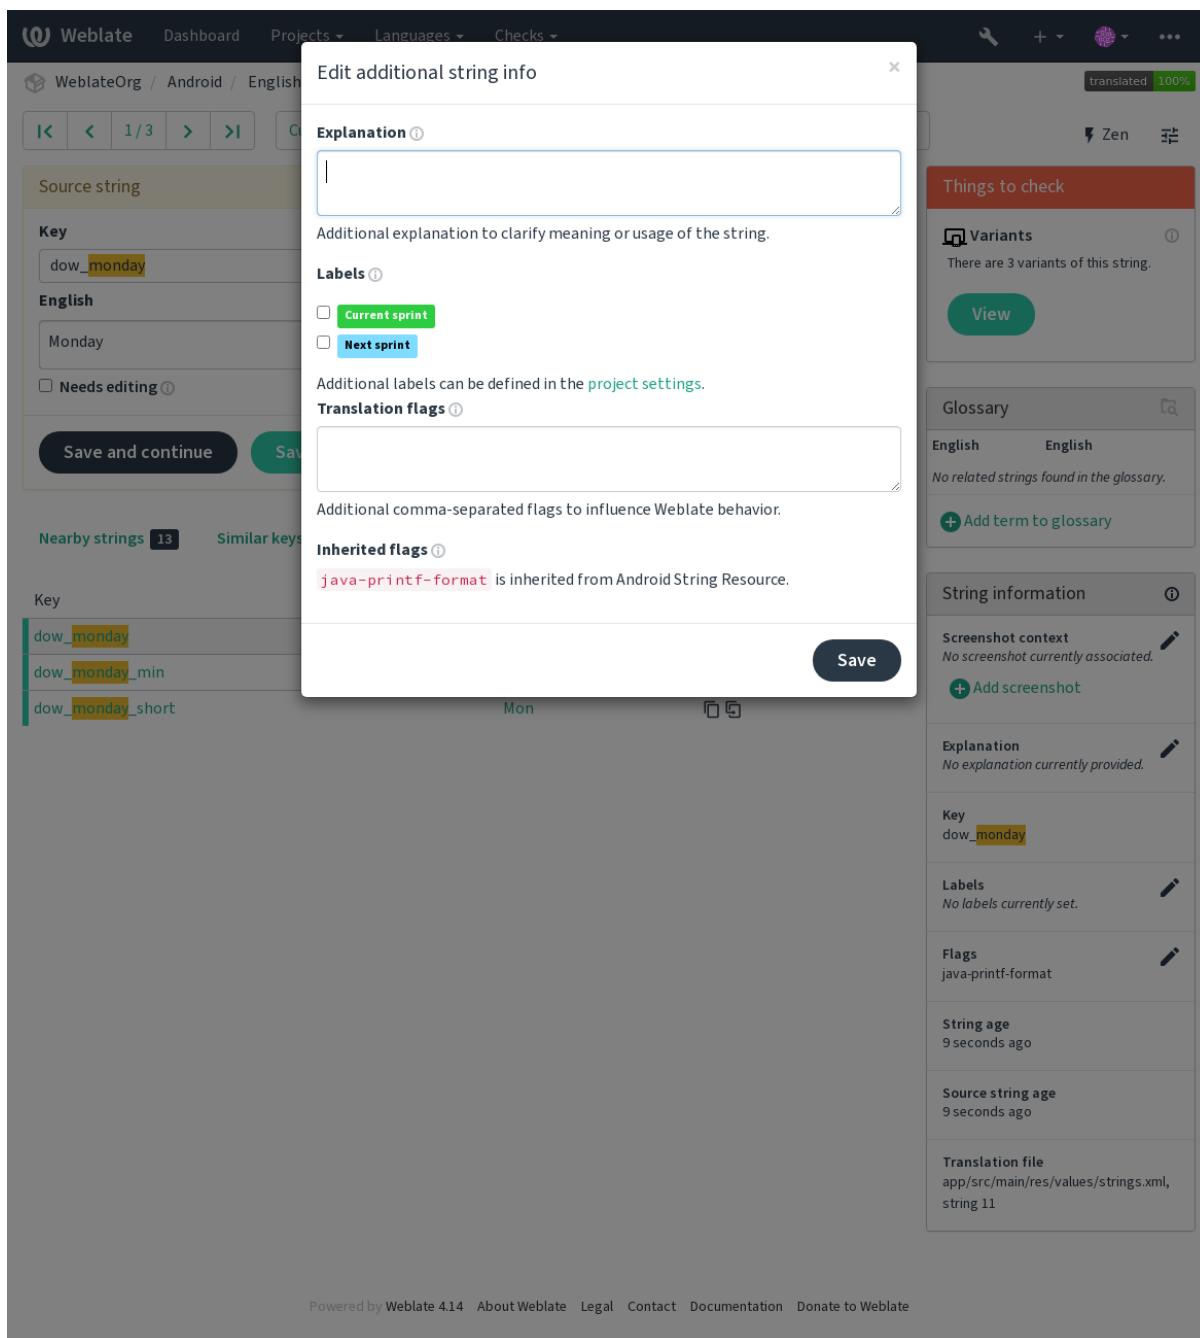 Weblate Dashboard Projects Languages Checks
WeblateOrg / Android / English
translated 100%
1 / 3
Zen
Edit additional string info
×
Explanation
Additional explanation to clarify meaning or usage of the string.
Labels
Current sprint
Next sprint
Additional labels can be defined in the project settings.
Translation flags
Additional comma-separated flags to influence Weblate behavior.
Inherited flags
java-printf-format is inherited from Android String Resource.
Save
Source string
Key
dow_monday
English
Monday
Needs editing
Save and continue
Nearby strings 13 Similar keys
Key
dow_monday
dow_monday_min
dow_monday_short Mon
Things to check
Variants
There are 3 variants of this string.
View
Glossary
English English
No related strings found in the glossary.
Add term to glossary
String information
Screenshot context
No screenshot currently associated.
Add screenshot
Explanation
No explanation currently provided.
Key
dow_monday
Labels
No labels currently set.
Flags
java-printf-format
String age
9 seconds ago
Source string age
9 seconds ago
Translation file
app/src/main/res/values/strings.xml,
string 11
Powered by Weblate 4.14 About Weblate Legal Contact Documentation Donate to Weblate